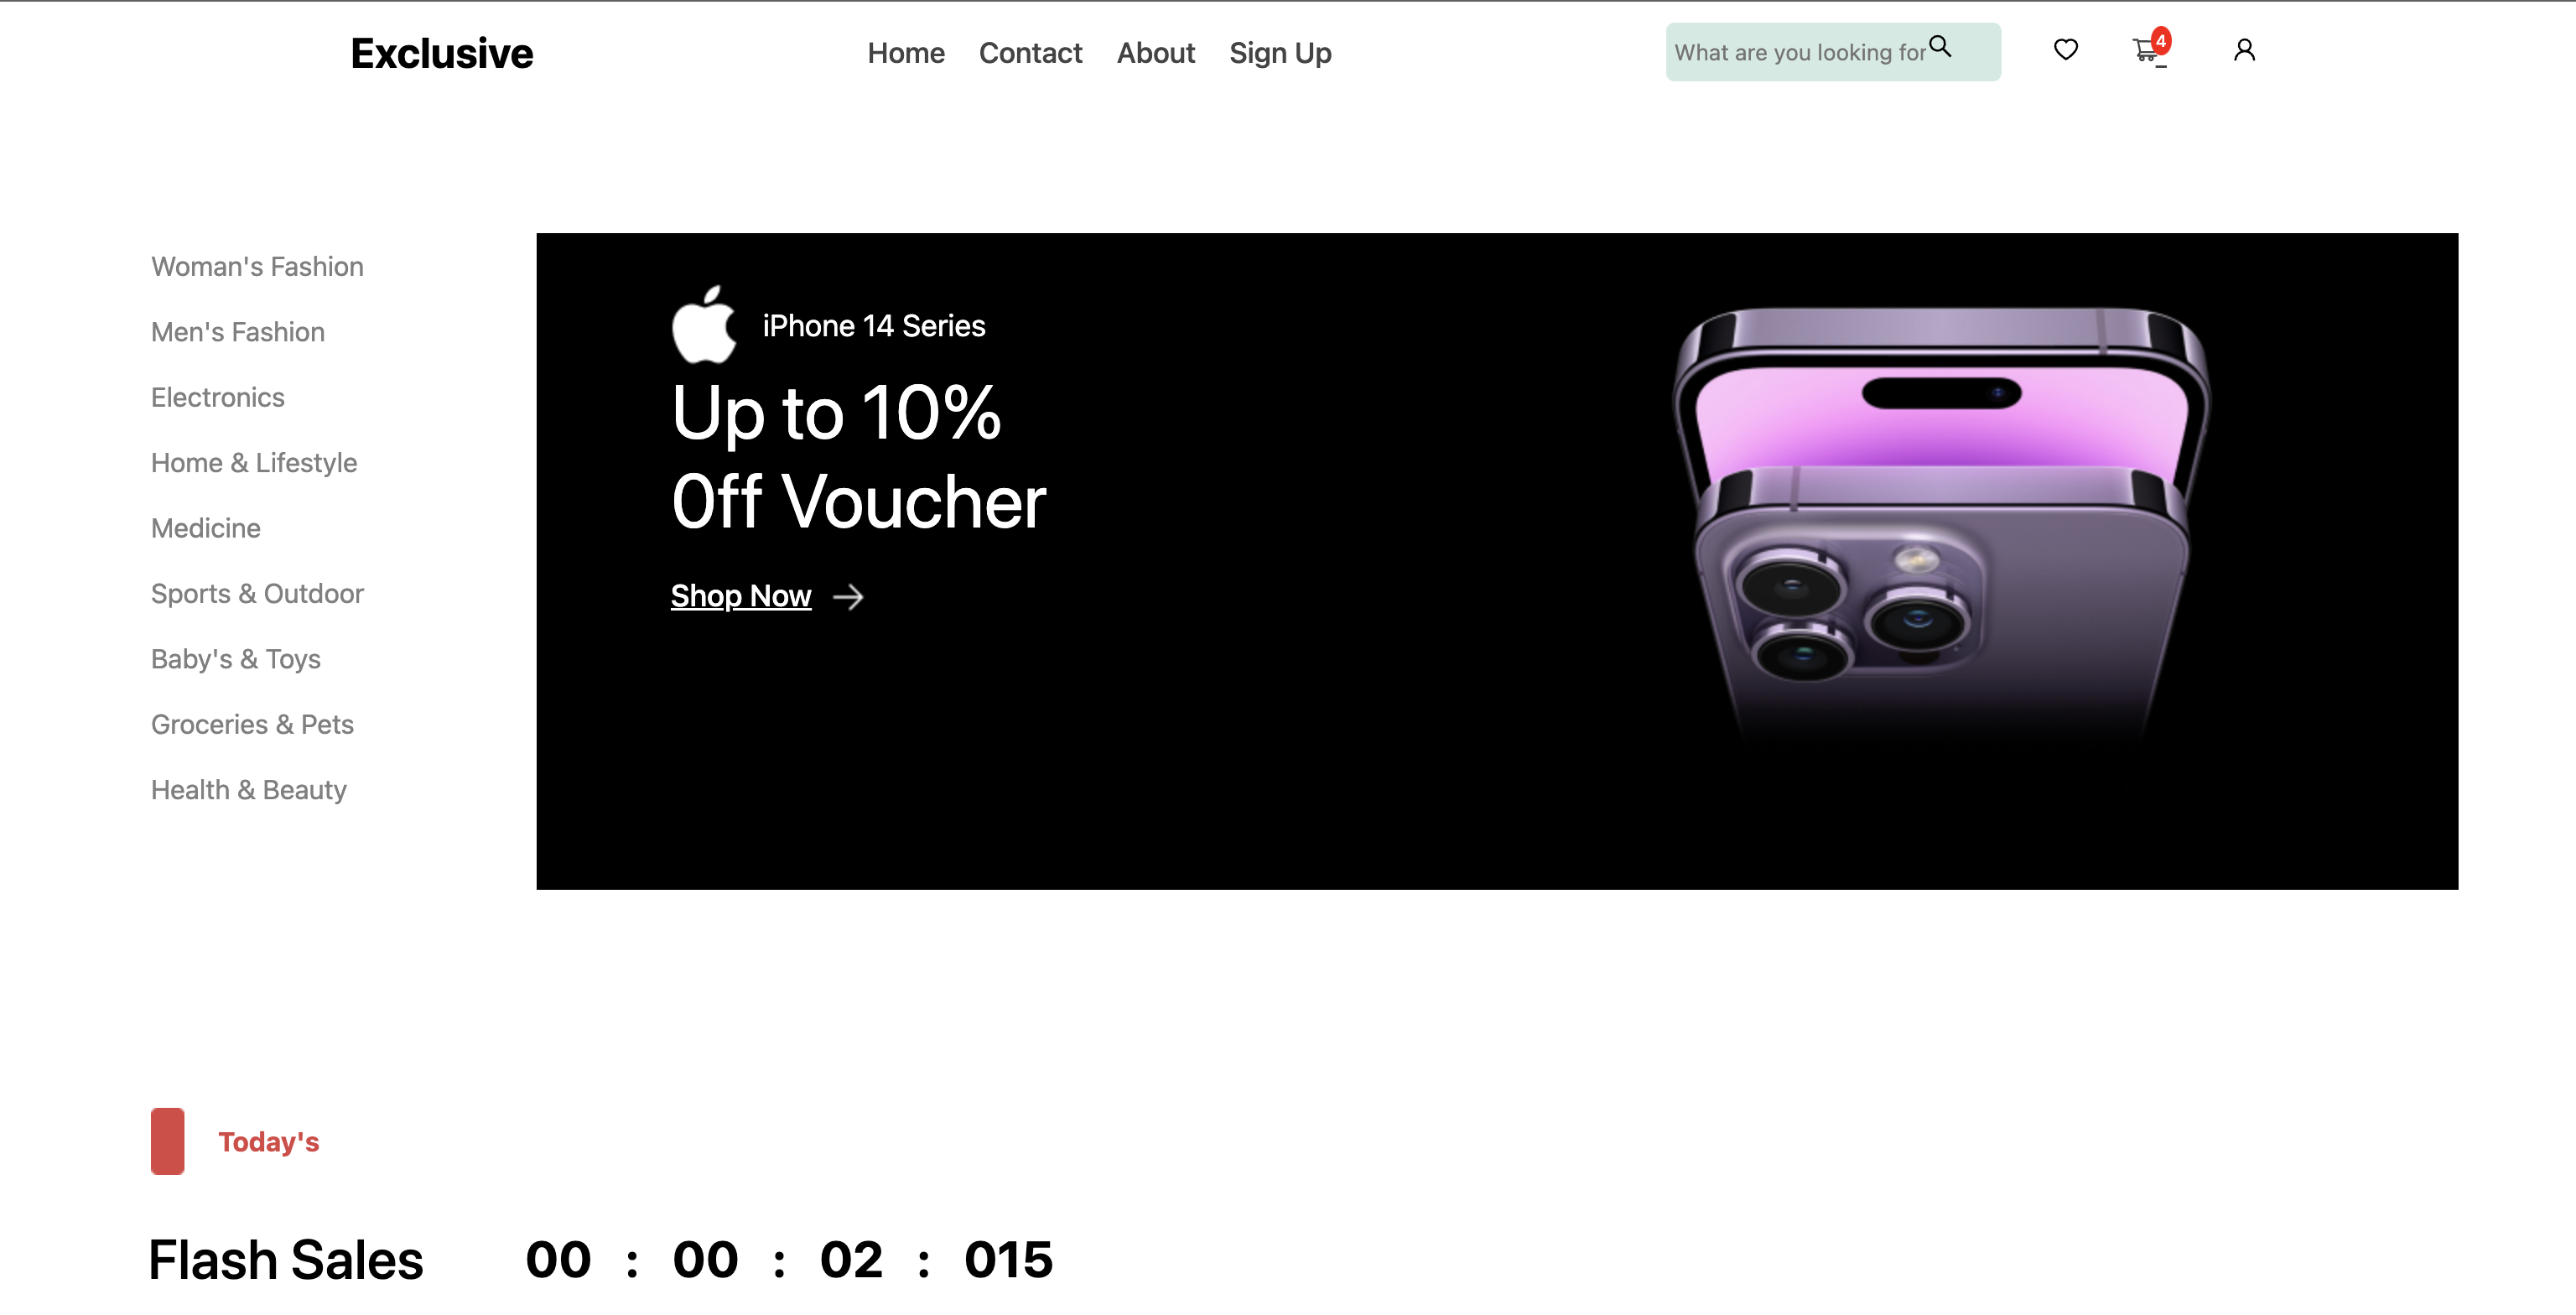 Exclusive
Home Contact About Sign Up
What are you looking for
4
Woman's Fashion
Men's Fashion
Electronics
Home & Lifestyle
Medicine
Sports & Outdoor
Baby's & Toys
Groceries & Pets
Health & Beauty
iPhone 14 Series
Up to 10%
0ff Voucher
Shop Now
Today's
Flash Sales
00 : 00 : 02 : 015